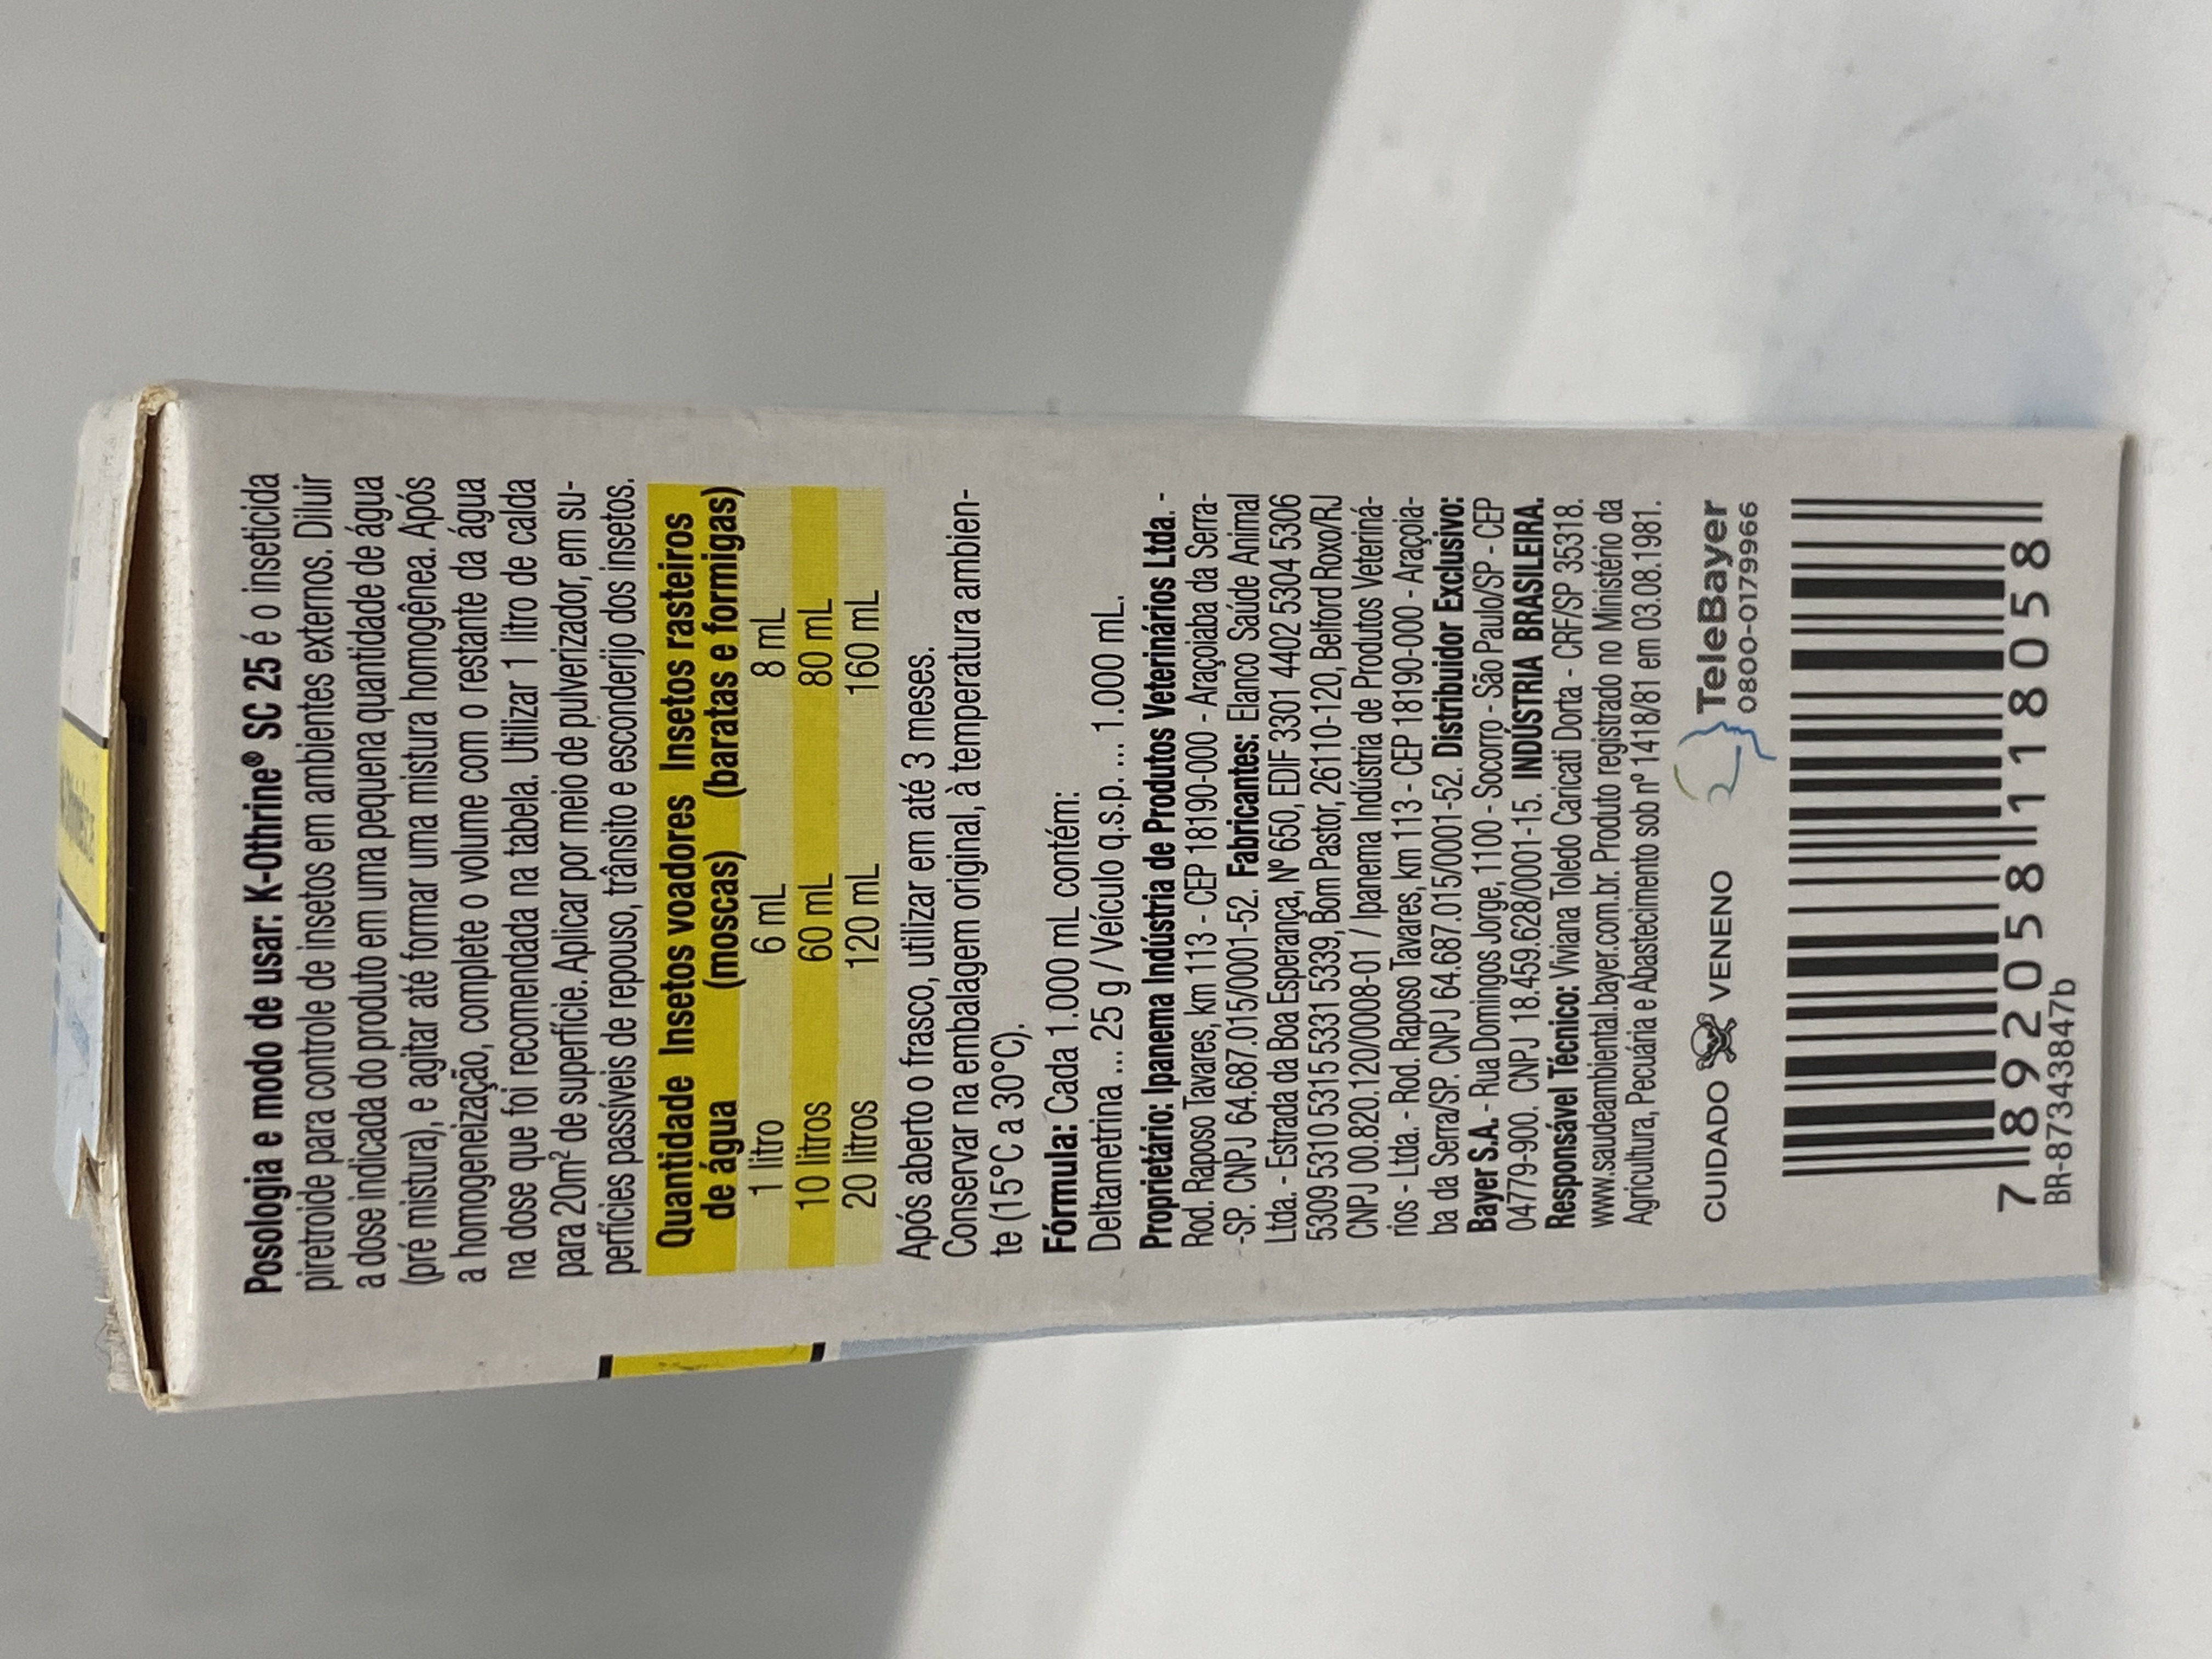 Posologia e modo de usar: K-Othrine® SC 25 é o inseticida
piretroide para controle de insetos em ambientes externos. Diluir
a dose indicada do produto em uma pequena quantidade de água
(pré mistura), e agitar até formar uma mistura homogênea. Após
a homogeneização, complete o volume com o restante da água
na dose que foi recomendada na tabela. Utilizar 1 litro de calda
para 20m² de superfície. Aplicar por meio de pulverizador, em su-
perfícies passíveis de repouso, trânsito e esconderijo dos insetos.
Quantidade Insetos voadores Insetos rasteiros
de água (moscas) (baratas e formigas)
1 litro 6 mL 8 mL
10 litros 60 mL 80 mL
20 litros 120 mL 160 mL
Após aberto o frasco, utilizar em até 3 meses.
Conservar na embalagem original, à temperatura ambien-
te (15°C a 30°C).
Fórmula: Cada 1.000 mL contém:
Deltametrina ... 25 g / Veículo q.s.p. ... 1.000 mL.
Proprietário: Ipanema Indústria de Produtos Veterinários Ltda. -
Rod. Raposo Tavares, km 113 - CEP 18190-000 - Araçoiaba da Serra-
-SP. CNPJ 64.687.015/0001-52. Fabricantes: Elanco Saúde Animal
Ltda. - Estrada da Boa Esperança, Nº 650, EDIF 3301 4402 5304 5306
5309 5310 5315 5331 5339, Bom Pastor, 26110-120, Belford Roxo/RJ
CNPJ 00.820.120/0008-01 / Ipanema Indústria de Produtos Veteriná-
rios - Ltda. - Rod. Raposo Tavares, km 113 - CEP 18190-000 - Araçoia-
ba da Serra/SP. CNPJ 64.687.015/0001-52. Distribuidor Exclusivo:
Bayer S.A. - Rua Domingos Jorge, 1100 - Socorro - São Paulo/SP - CEP
04779-900. CNPJ 18.459.628/0001-15. INDÚSTRIA BRASILEIRA.
Responsável Técnico: Viviana Toledo Caricati Dorta - CRF/SP 35318.
www.saudeambiental.bayer.com.br. Produto registrado no Ministério da
Agricultura, Pecuária e Abastecimento sob nº 1418/81 em 03.08.1981.
CUIDADO VENENO TeleBayer
0800-0179966
7 892058 118058
BR-87343847b